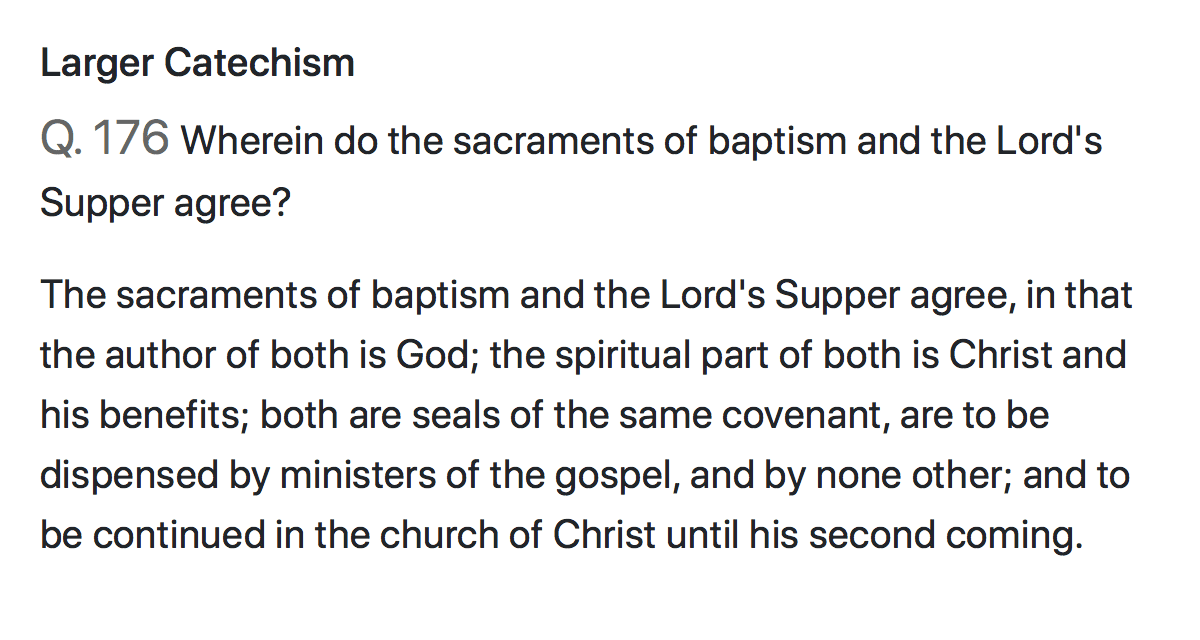 Larger Catechism
Q. 176 Wherein do the sacraments of baptism and the Lord's
Supper agree?
The sacraments of baptism and the Lord's Supper agree, in that
the author of both is God; the spiritual part of both is Christ and
his benefits; both are seals of the same covenant, are to be
dispensed by ministers of the gospel, and by none other; and to
be continued in the church of Christ until his second coming.